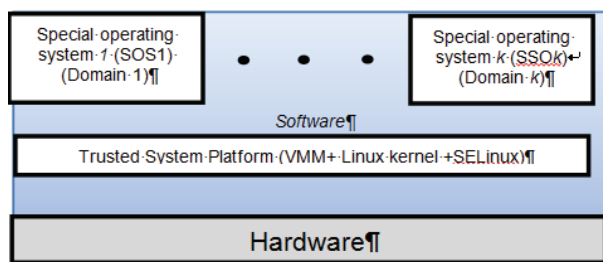 Special·operating·
system·1·(SOS1)·
(Domain·1)¶
• • •
Special·operating·
system·k·(SSOk)↵
(Domain·k)¶
Software¶
Trusted·System·Platform·(VMM+·Linux·kernel·+SELinux)¶
Hardware¶